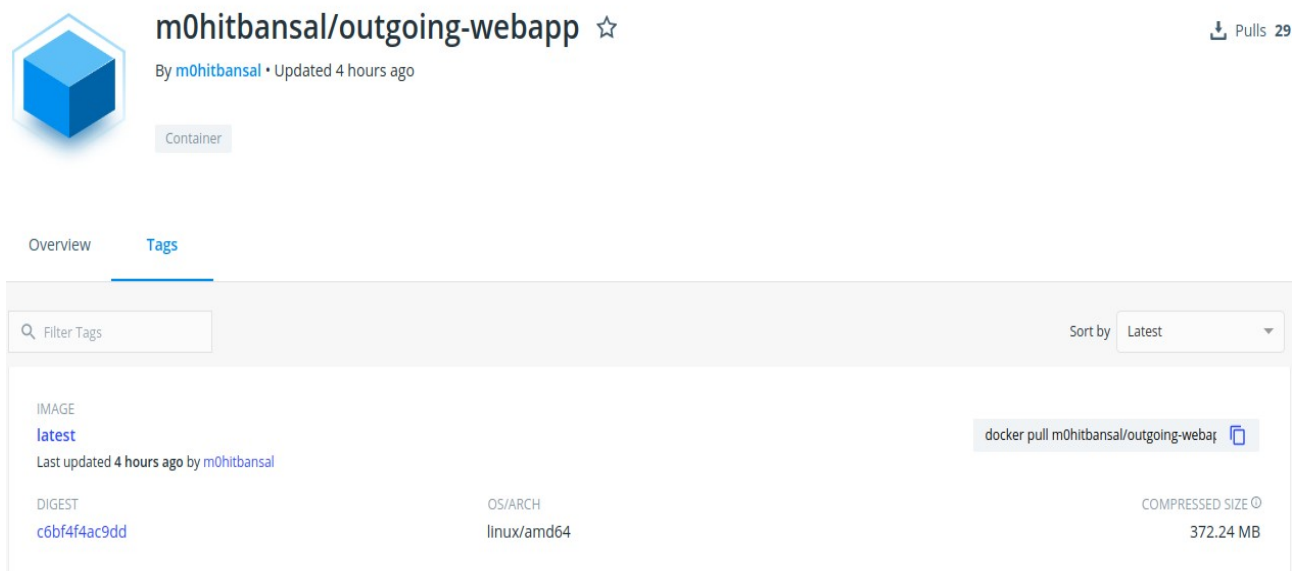 m0hitbansal/outgoing-webapp
Pulls 29
By m0hitbansal • Updated 4 hours ago
Container
Overview Tags
Filter Tags
Sort by Latest
IMAGE
latest
docker pull m0hitbansal/outgoing-webap
Last updated 4 hours ago by m0hitbansal
DIGEST OS/ARCH COMPRESSED SIZE
c6bf4f4ac9dd linux/amd64 372.24 MB